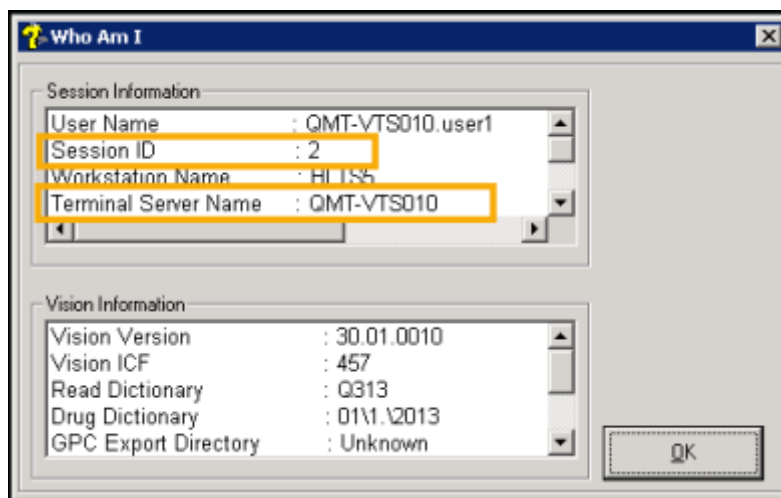 Who Am I
Session Information
User Name : QMT-VTS010.user1
Session ID : 2
Workstation Name : HLTS5
Terminal Server Name : QMT-VTS010
Vision Information
Vision Version : 30.01.0010
Vision ICF : 457
Read Dictionary : Q313
Drug Dictionary : 01\1.\2013
GPC Export Directory : Unknown
OK